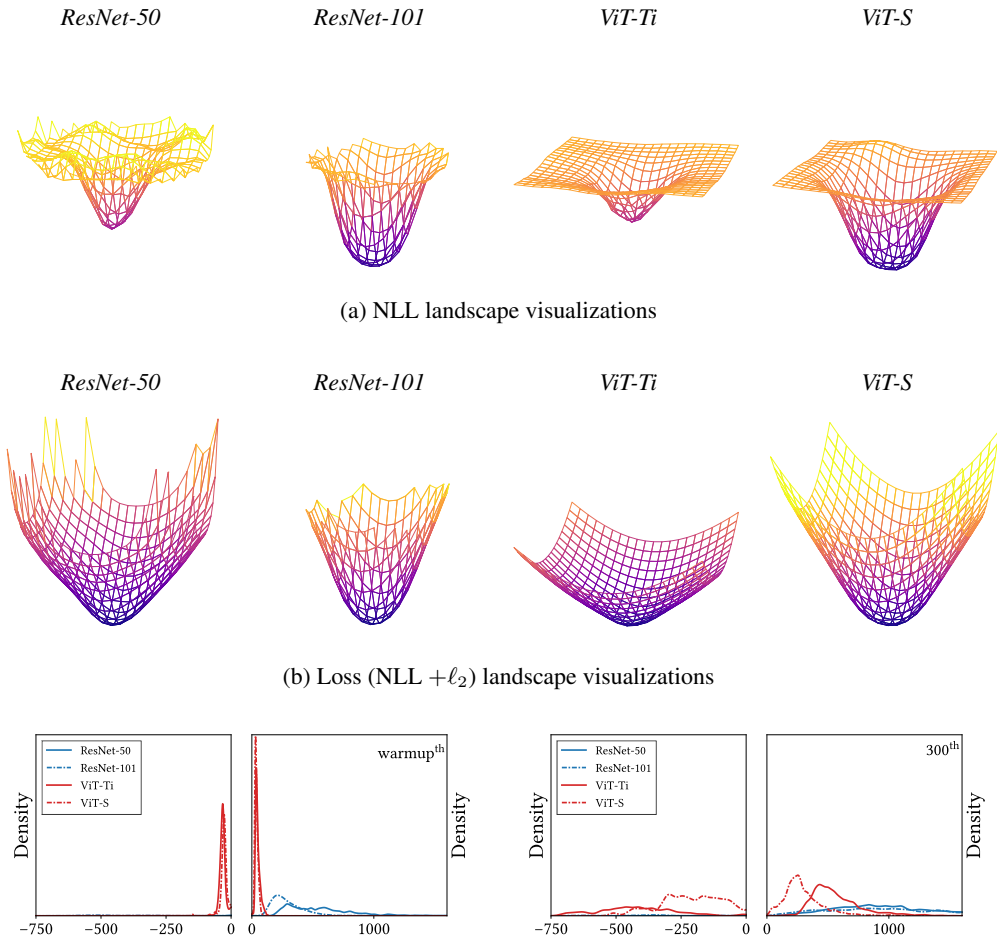 ResNet-50 ResNet-101 ViT-Ti ViT-S
(a) NLL landscape visualizations
ResNet-50 ResNet-101 ViT-Ti ViT-S
(b) Loss (NLL +ℓ₂) landscape visualizations
Density
ResNet-50
ResNet-101
ViT-Ti
ViT-S
−750 −500 −250 0
warmupᵗʰ
0 1000
Density
Density
ResNet-50
ResNet-101
ViT-Ti
ViT-S
−750 −500 −250 0
300ᵗʰ
0 1000
Density